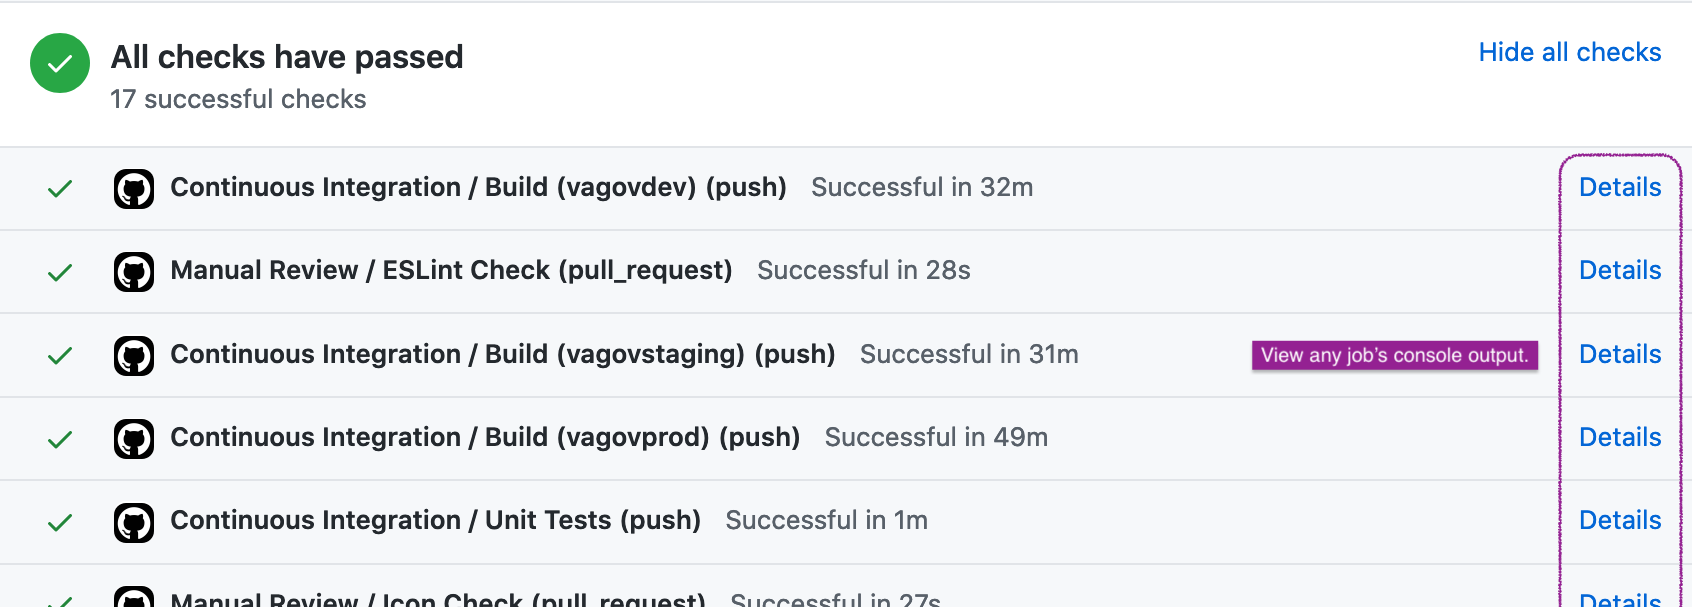 All checks have passed
Hide all checks
17 successful checks
Continuous Integration / Build (vagovdev) (push) Successful in 32m Details
Manual Review / ESLint Check (pull_request) Successful in 28s Details
Continuous Integration / Build (vagovstaging) (push) Successful in 31m View any job’s console output. Details
Continuous Integration / Build (vagovprod) (push) Successful in 49m Details
Continuous Integration / Unit Tests (push) Successful in 1m Details
Manual Review / Icon Check (pull_request) Successful in 27s Details